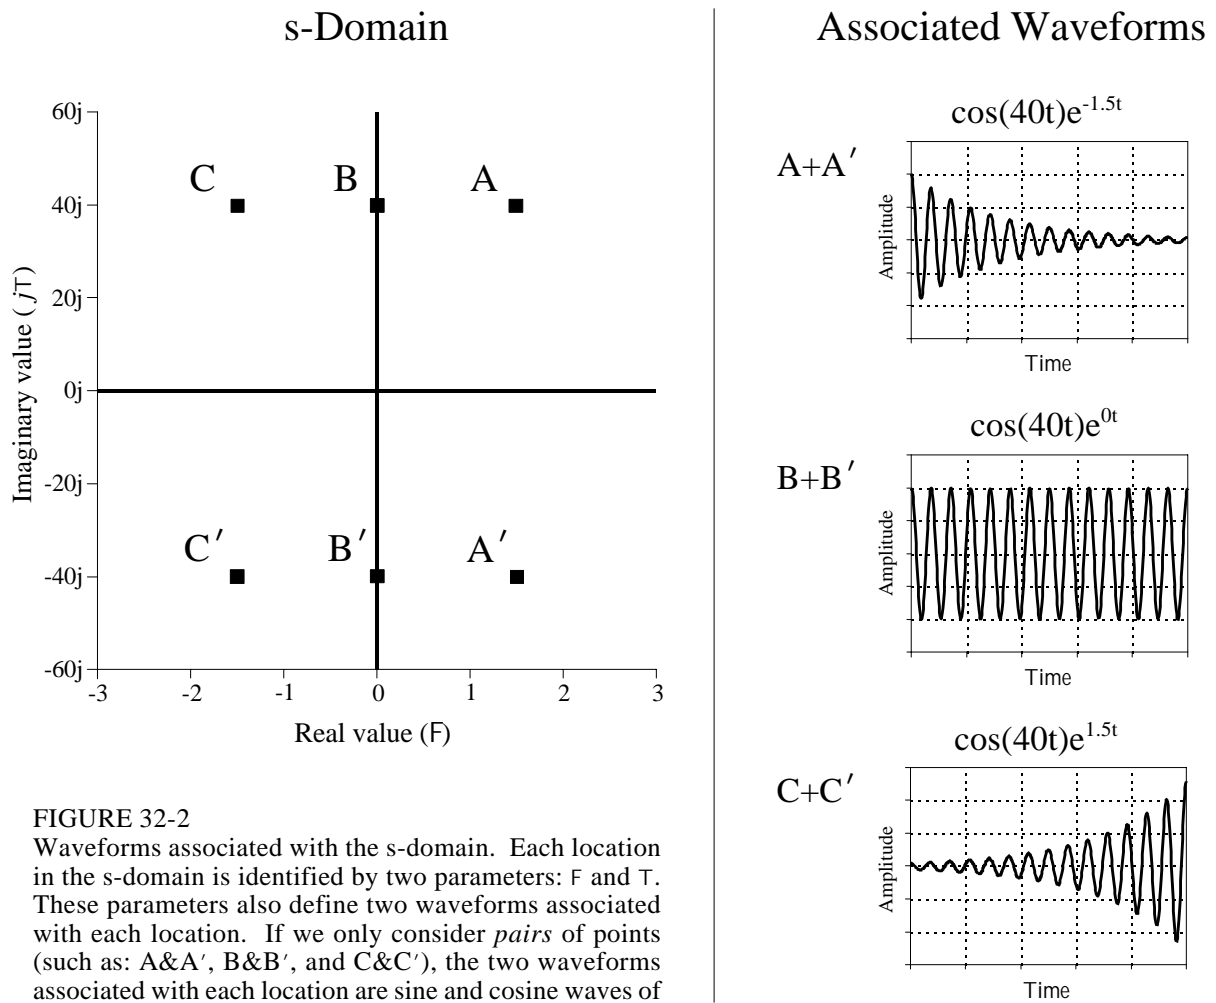 s-Domain
Associated Waveforms
60j
40j
20j
0j
-20j
-40j
-60j
-3
-2
-1
0
1
2
3
Imaginary value ( jT)
Real value (F)
C
B
A
C′
B′
A′
cos(40t)e^-1.5t
A+A′
Amplitude
Time
cos(40t)e^0t
B+B′
Amplitude
Time
cos(40t)e^1.5t
C+C′
Amplitude
Time
FIGURE 32-2
Waveforms associated with the s-domain. Each location
in the s-domain is identified by two parameters: F and T.
These parameters also define two waveforms associated
with each location. If we only consider pairs of points
(such as: A&A′, B&B′, and C&C′), the two waveforms
associated with each location are sine and cosine waves of